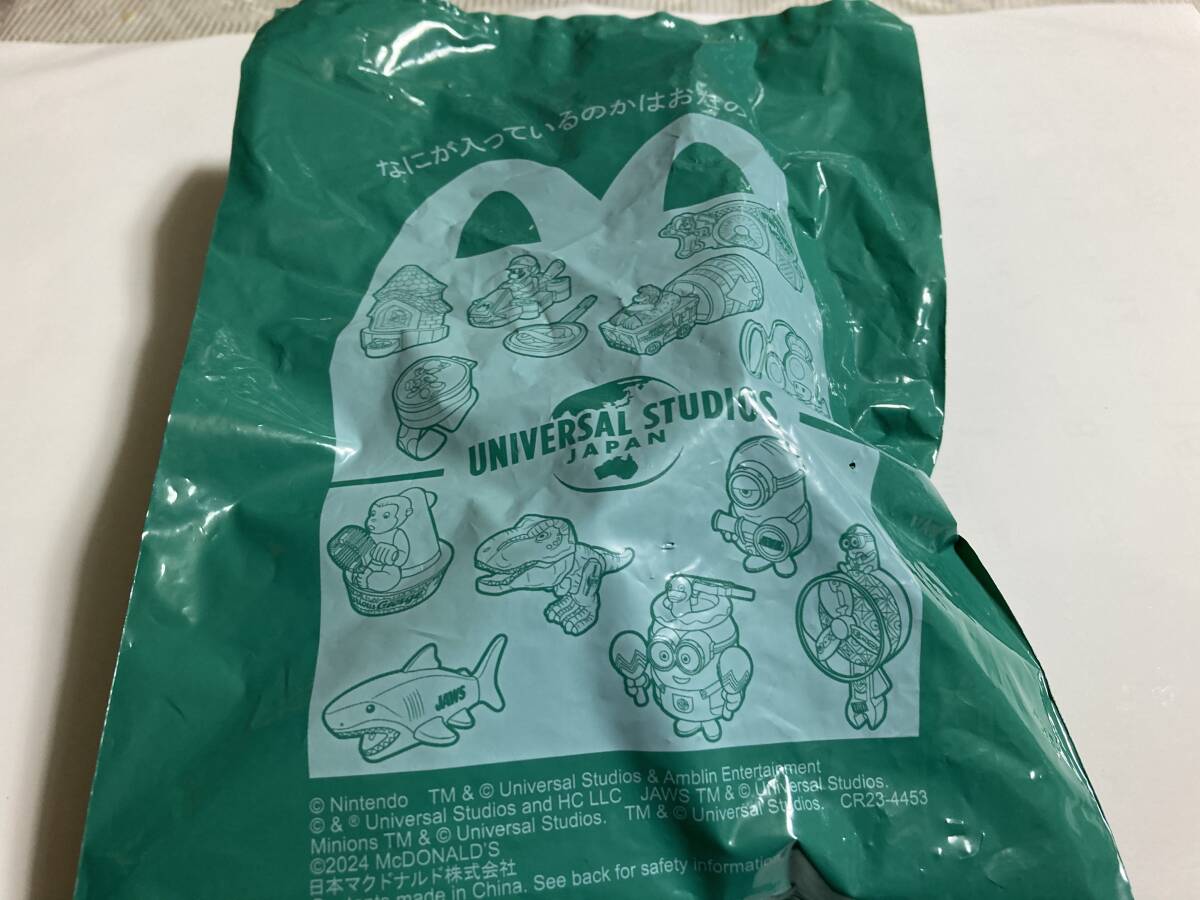 なにが入っているのかはおたの
UNIVERSAL STUDIOS
JAPAN
JAWS
© Nintendo TM & © Universal Studios & Amblin Entertainment
© & ® Universal Studios and HC LLC JAWS TM & © Universal Studios.
Minions TM & © Universal Studios. TM & © Universal Studios. CR23-4453
©2024 McDONALD'S
日本マクドナルド株式会社
made in China. See back for safety information